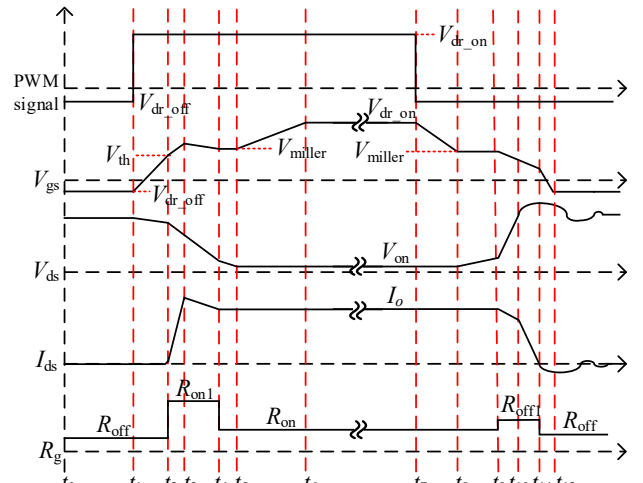 V_dr_on
PWM
signal
V_dr_off
V_dr_on
V_th
V_miller
V_miller
V_gs
V_dr_off
V_on
V_ds
I_o
I_ds
R_on1
R_off
R_on
R_off1
R_off
R_g